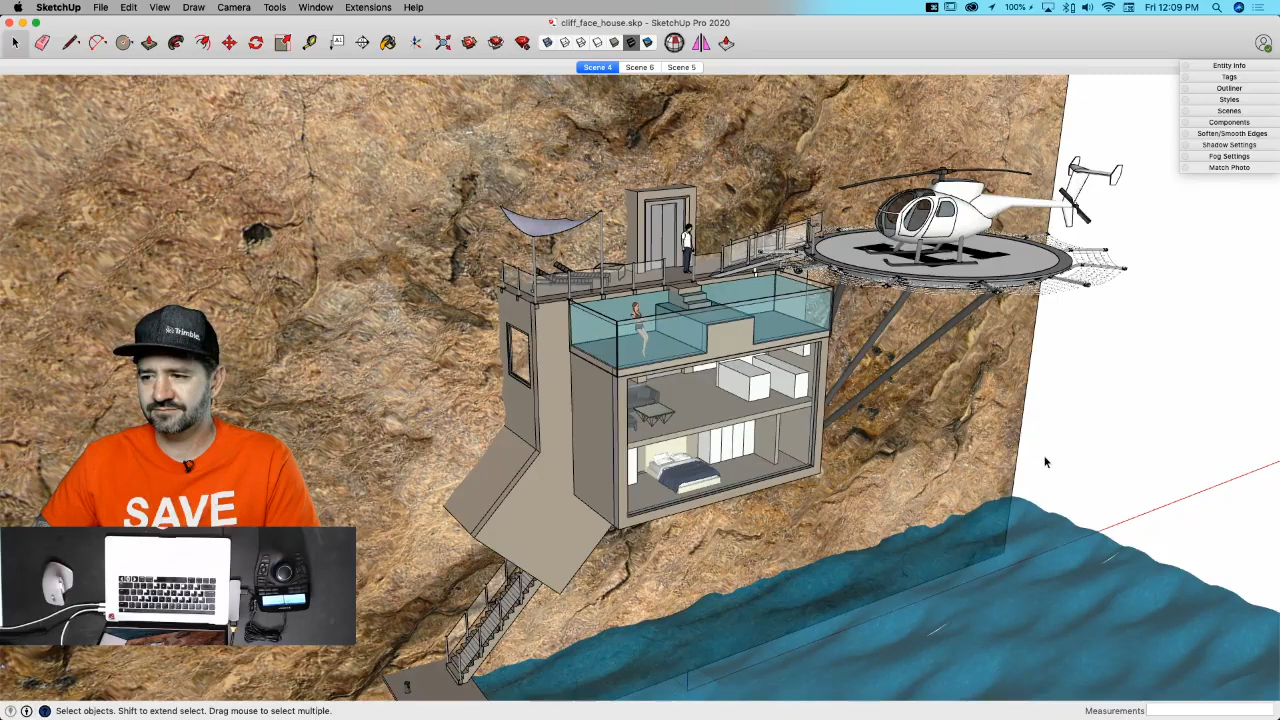 SketchUp File Edit View Draw Camera Tools Window Extensions Help
100% Fri 12:09 PM
cliff_face_house.skp - SketchUp Pro 2020
Scene 4 Scene 6 Scene 5
Entity Info
Tags
Outliner
Styles
Scenes
Components
Soften/Smooth Edges
Shadow Settings
Fog Settings
Match Photo
Trimble.
SAVE
Select objects. Shift to extend select. Drag mouse to select multiple.
Measurements